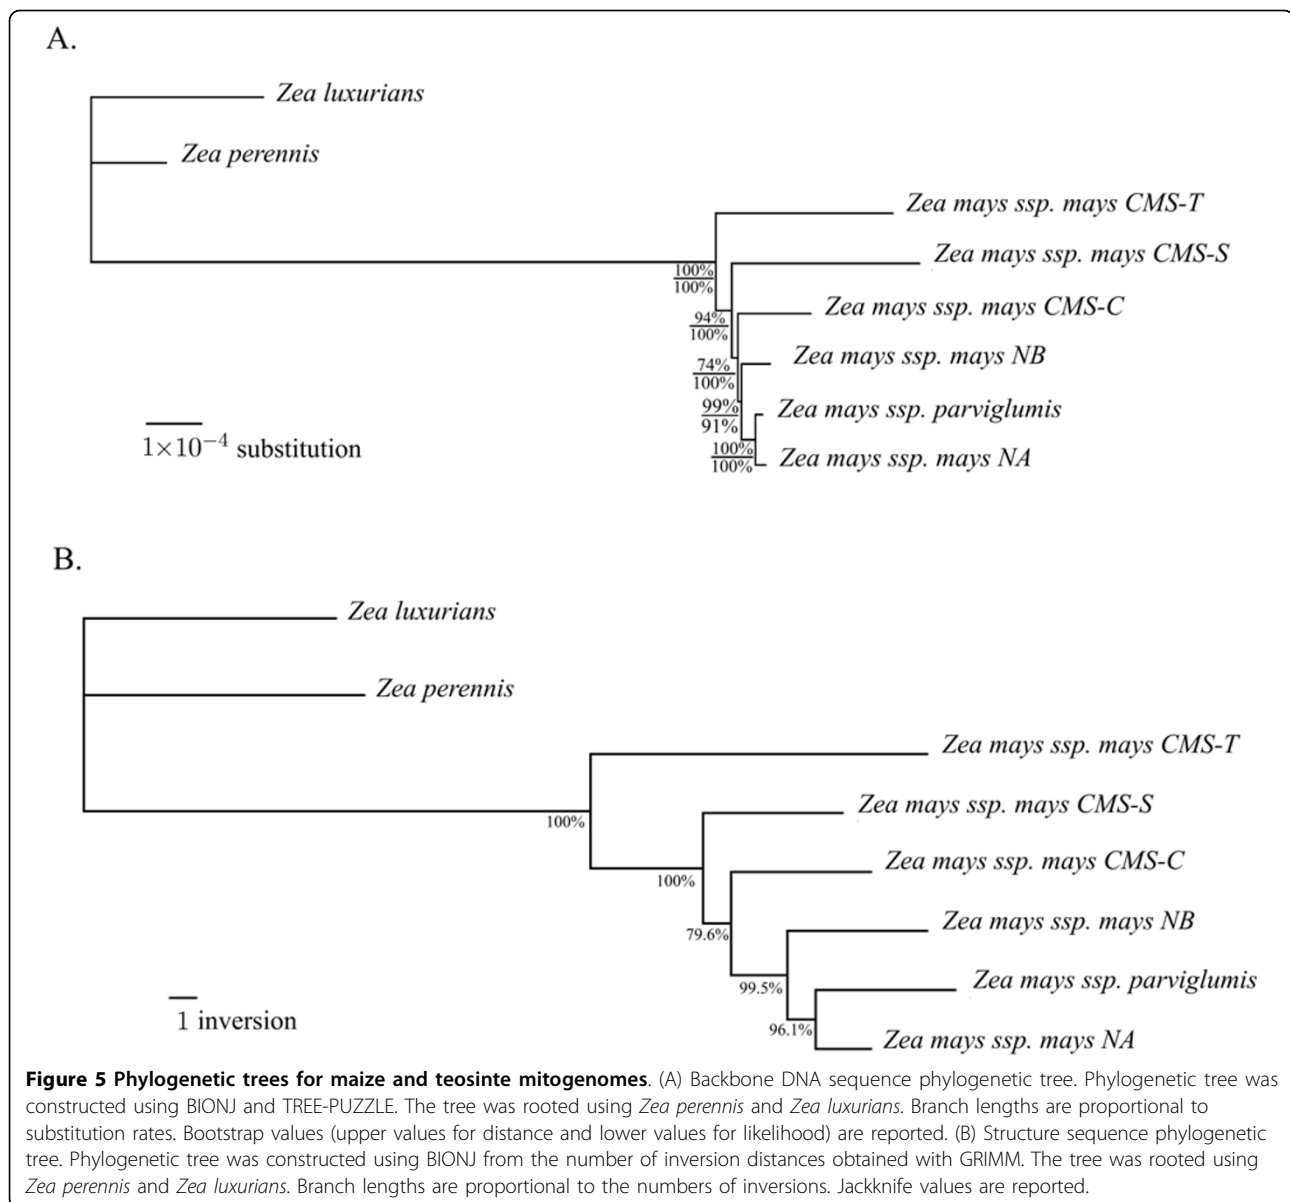 A.
Zea luxurians
Zea perennis
Zea mays ssp. mays CMS-T
Zea mays ssp. mays CMS-S
100%
100%
Zea mays ssp. mays CMS-C
94%
100%
Zea mays ssp. mays NB
74%
100%
Zea mays ssp. parviglumis
99%
91%
1×10⁻⁴ substitution
100%
100%
Zea mays ssp. mays NA
B.
Zea luxurians
Zea perennis
Zea mays ssp. mays CMS-T
Zea mays ssp. mays CMS-S
100%
Zea mays ssp. mays CMS-C
100%
Zea mays ssp. mays NB
79.6%
Zea mays ssp. parviglumis
99.5%
1 inversion
96.1%
Zea mays ssp. mays NA
Figure 5 Phylogenetic trees for maize and teosinte mitogenomes. (A) Backbone DNA sequence phylogenetic tree. Phylogenetic tree was
constructed using BIONJ and TREE-PUZZLE. The tree was rooted using Zea perennis and Zea luxurians. Branch lengths are proportional to
substitution rates. Bootstrap values (upper values for distance and lower values for likelihood) are reported. (B) Structure sequence phylogenetic
tree. Phylogenetic tree was constructed using BIONJ from the number of inversion distances obtained with GRIMM. The tree was rooted using
Zea perennis and Zea luxurians. Branch lengths are proportional to the numbers of inversions. Jackknife values are reported.